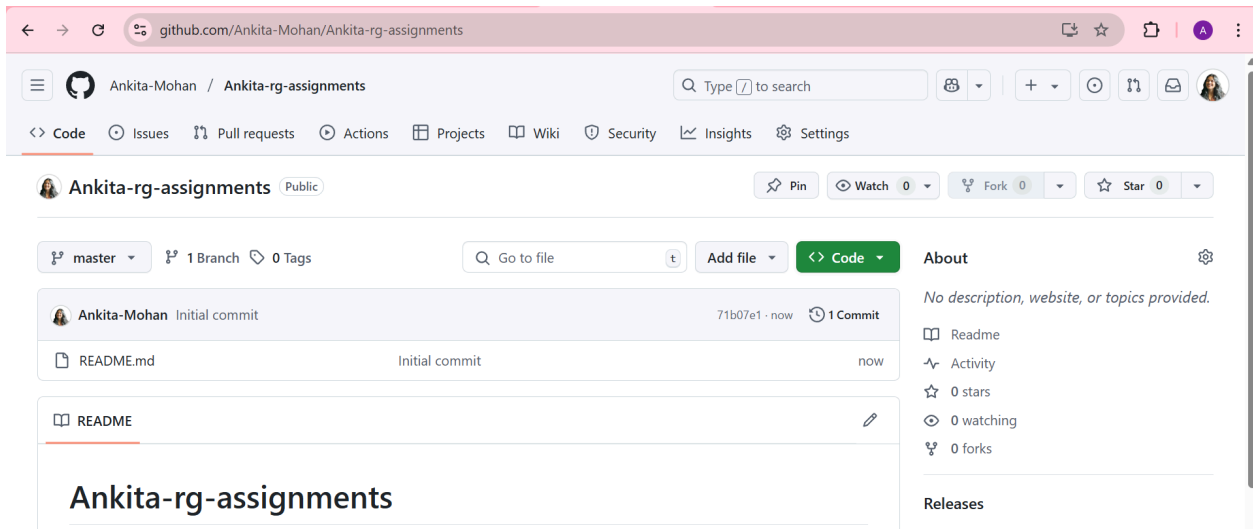 github.com/Ankita-Mohan/Ankita-rg-assignments
A
Ankita-Mohan / Ankita-rg-assignments
Type / to search
Code Issues Pull requests Actions Projects Wiki Security Insights Settings
Ankita-rg-assignments Public
Pin Watch 0 Fork 0 Star 0
master 1 Branch 0 Tags Go to file t Add file Code
About
Ankita-Mohan Initial commit 71b07e1 · now 1 Commit
No description, website, or topics provided.
README.md Initial commit now
Readme
Activity
0 stars
0 watching
0 forks
README
Ankita-rg-assignments
Releases